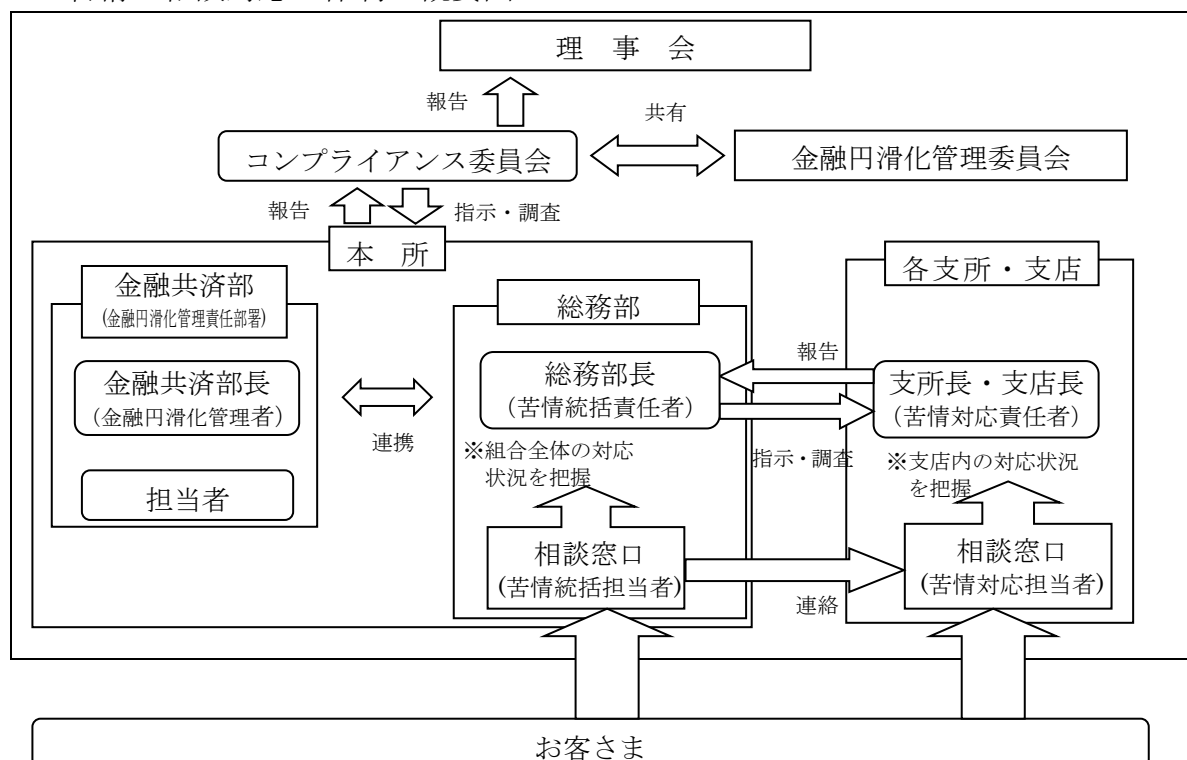 理 事 会
報告
共有
コンプライアンス委員会
金融円滑化管理委員会
報告
指示・調査
本 所
各支所・支店
金融共済部
(金融円滑化管理責任部署)
総務部
金融共済部長
(金融円滑化管理者)
連携
総務部長
(苦情統括責任者)
報告
指示・調査
支所長・支店長
(苦情対応責任者)
※組合全体の対応
状況を把握
※支店内の対応状況
を把握
担当者
相談窓口
(苦情統括担当者)
連絡
相談窓口
(苦情対応担当者)
お客さま